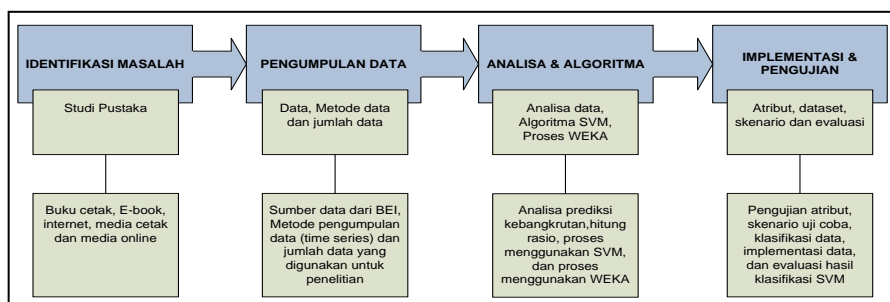 IDENTIFIKASI MASALAH
Studi Pustaka
Buku cetak, E-book,
internet, media cetak
dan media online
PENGUMPULAN DATA
Data, Metode data
dan jumlah data
Sumber data dari BEI,
Metode pengumpulan
data (time series) dan
jumlah data yang
digunakan untuk
penelitian
ANALISA & ALGORITMA
Analisa data,
Algoritma SVM,
Proses WEKA
Analisa prediksi
kebangkrutan,hitung
rasio, proses
menggunakan SVM,
dan proses
menggunakan WEKA
IMPLEMENTASI &
PENGUJIAN
Atribut, dataset,
skenario dan evaluasi
Pengujian atribut,
skenario uji coba,
klasifikasi data,
implementasi data,
dan evaluasi hasil
klasifikasi SVM